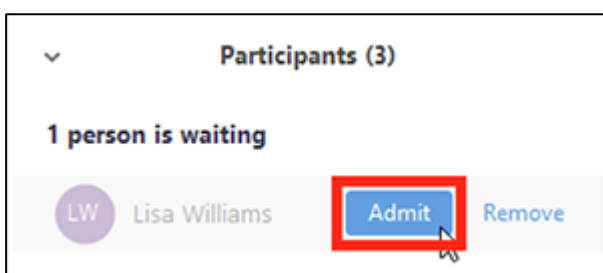 Participants (3)
1 person is waiting
LW Lisa Williams Admit Remove